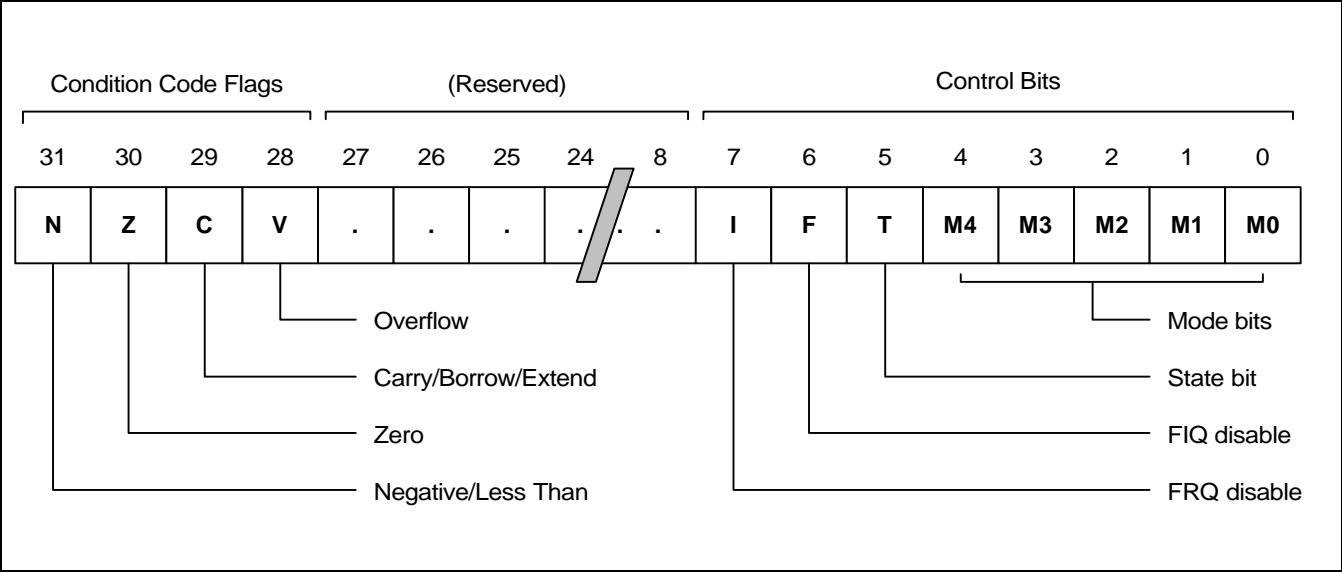 Condition Code Flags (Reserved) Control Bits
31 30 29 28 27 26 25 24 8 7 6 5 4 3 2 1 0
N Z C V . . . . . . I F T M4 M3 M2 M1 M0
Overflow Mode bits
Carry/Borrow/Extend State bit
Zero FIQ disable
Negative/Less Than FRQ disable